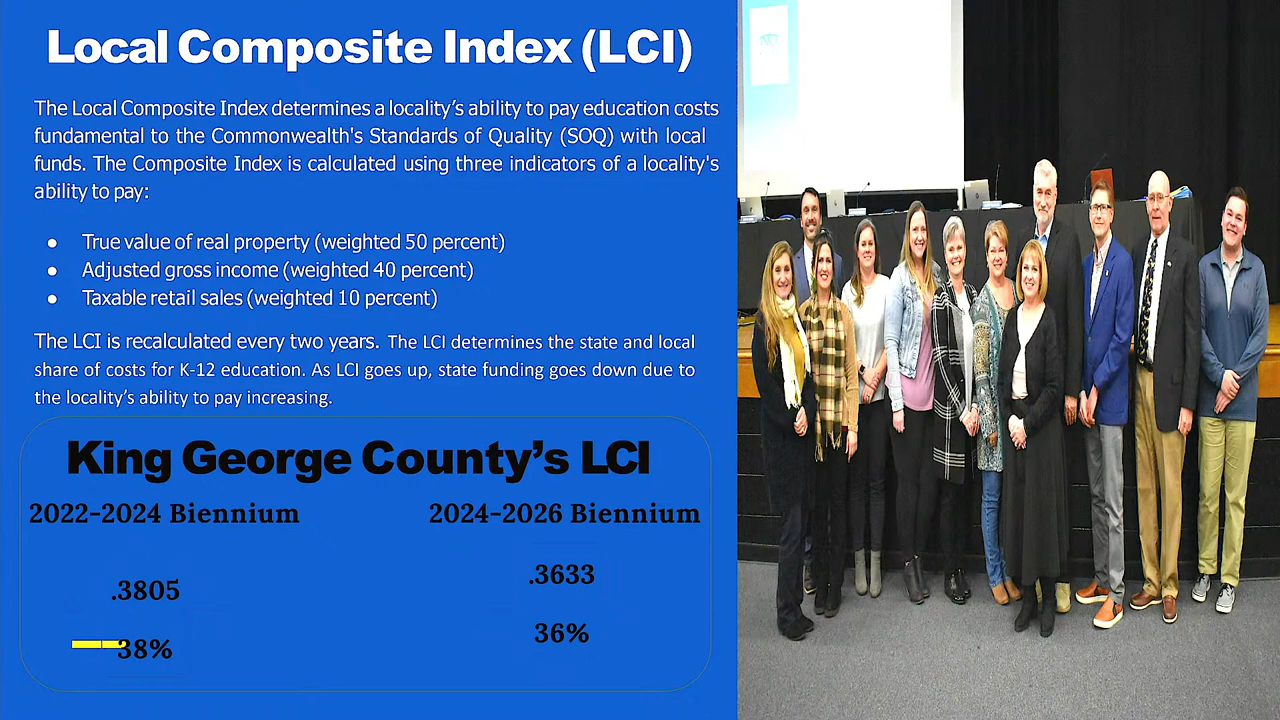 Local Composite Index (LCI)
The Local Composite Index determines a locality's ability to pay education costs
fundamental to the Commonwealth's Standards of Quality (SOQ) with local
funds. The Composite Index is calculated using three indicators of a locality's
ability to pay:
● True value of real property (weighted 50 percent)
● Adjusted gross income (weighted 40 percent)
● Taxable retail sales (weighted 10 percent)
The LCI is recalculated every two years. The LCI determines the state and local
share of costs for K-12 education. As LCI goes up, state funding goes down due to
the locality's ability to pay increasing.
King George County's LCI
2022-2024 Biennium
2024-2026 Biennium
.3805
.3633
38%
36%